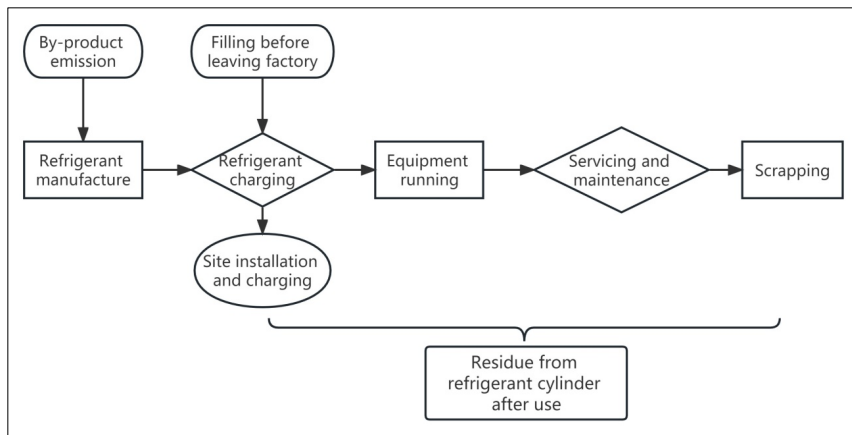 By-product
emission
Filling before
leaving factory
Refrigerant
manufacture
Refrigerant
charging
Equipment
running
Servicing and
maintenance
Scrapping
Site installation
and charging
Residue from
refrigerant cylinder
after use